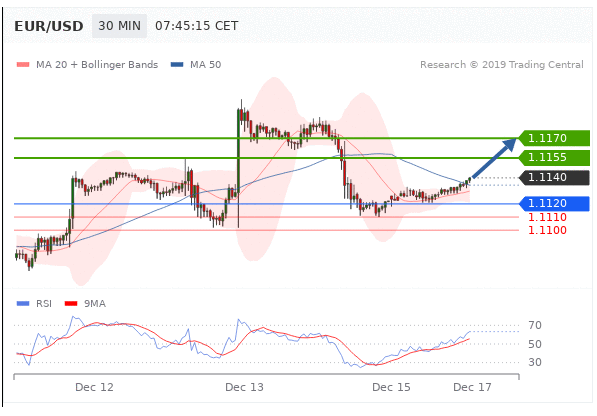 EUR/USD 30 MIN 07:45:15 CET
MA 20 + Bollinger Bands MA 50 Research © 2019 Trading Central
1.1170
1.1155
1.1140
1.1120
1.1110
1.1100
RSI 9MA
70
50
30
Dec 12 Dec 13 Dec 15 Dec 17